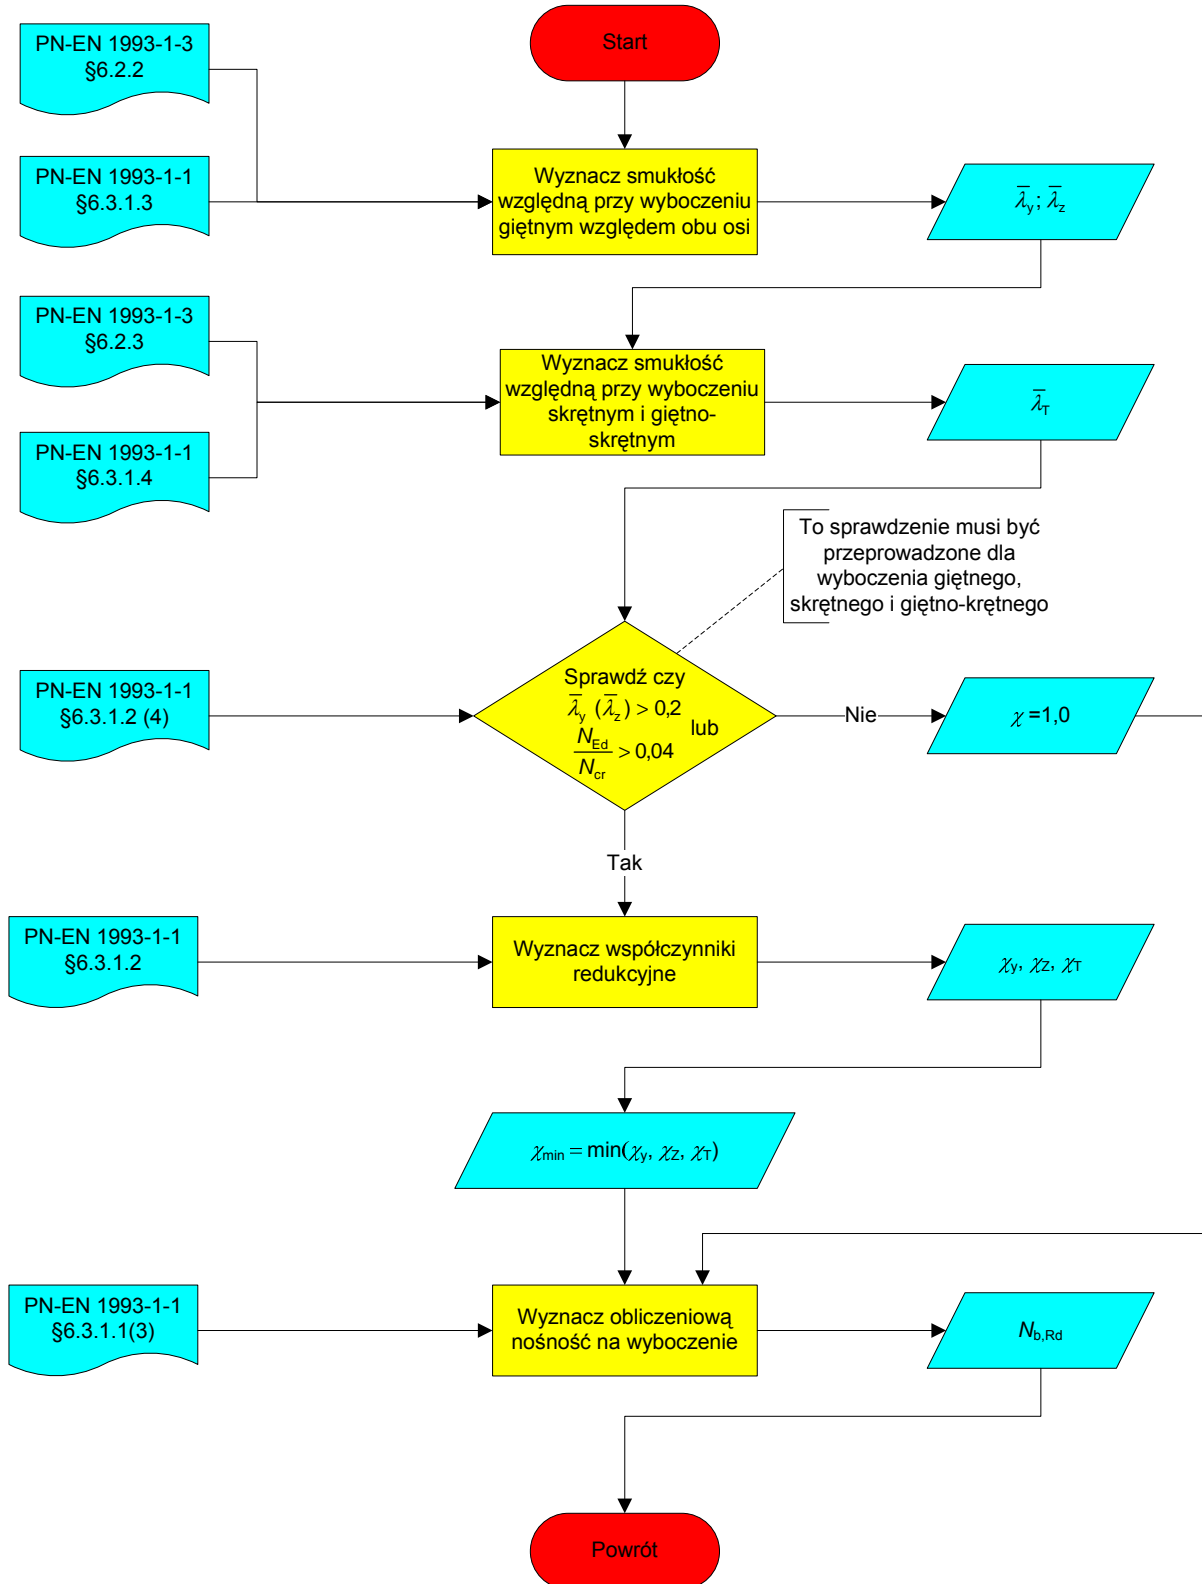 Start
PN-EN 1993-1-3
§6.2.2
PN-EN 1993-1-1
§6.3.1.3
Wyznacz smukłość
względną przy wyboczeniu
giętnym względem obu osi
λ̅y; λ̅z
PN-EN 1993-1-3
§6.2.3
PN-EN 1993-1-1
§6.3.1.4
Wyznacz smukłość
względną przy wyboczeniu
skrętnym i giętno-
skrętnym
λ̅T
To sprawdzenie musi być
przeprowadzone dla
wyboczenia giętnego,
skrętnego i giętno-krętnego
PN-EN 1993-1-1
§6.3.1.2 (4)
Sprawdź czy
λ̅y (λ̅z) > 0,2
lub
NEd
Ncr
> 0,04
Nie
χ =1,0
Tak
PN-EN 1993-1-1
§6.3.1.2
Wyznacz współczynniki
redukcyjne
χy, χZ, χT
χmin = min(χy, χZ, χT)
PN-EN 1993-1-1
§6.3.1.1(3)
Wyznacz obliczeniową
nośność na wyboczenie
Nb,Rd
Powrót